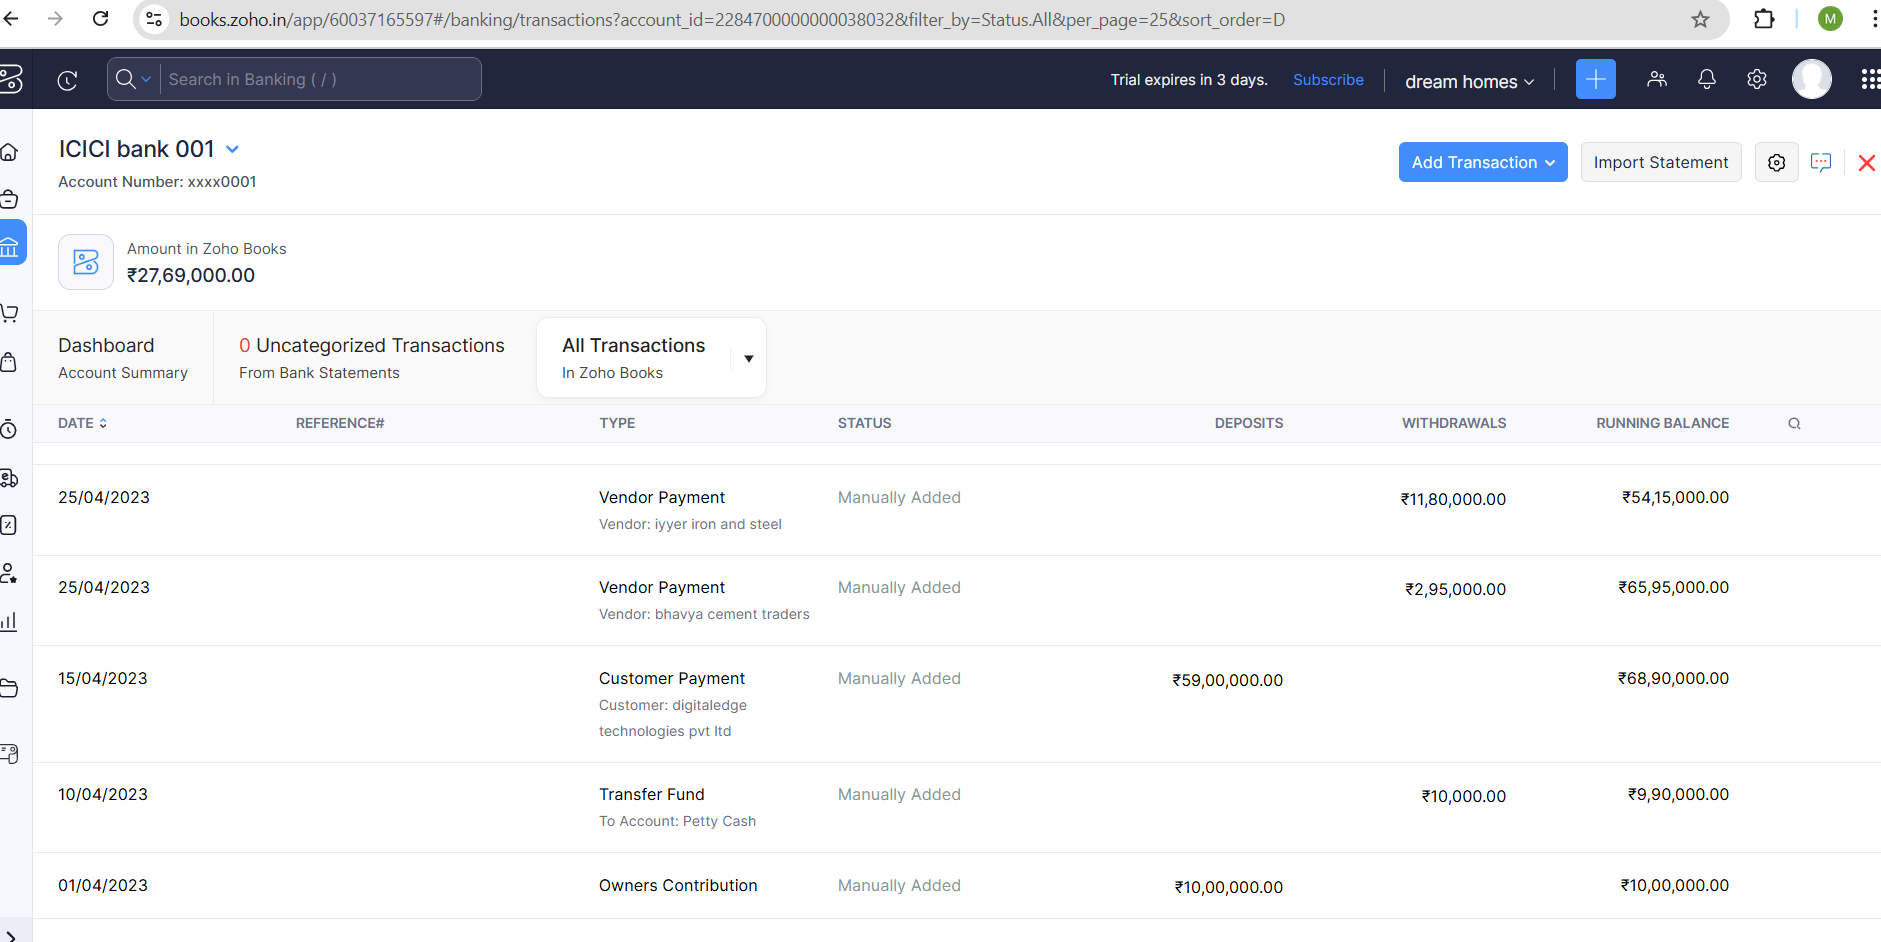 books.zoho.in/app/60037165597#/banking/transactions?account_id=2284700000000038032&filter_by=Status.All&per_page=25&sort_order=D
M
Search in Banking ( / )
Trial expires in 3 days.
Subscribe
dream homes
ICICI bank 001
Account Number: xxxx0001
Add Transaction
Import Statement
Amount in Zoho Books
₹27,69,000.00
Dashboard
Account Summary
0 Uncategorized Transactions
From Bank Statements
All Transactions
In Zoho Books
DATE REFERENCE# TYPE STATUS DEPOSITS WITHDRAWALS RUNNING BALANCE
25/04/2023 Vendor Payment Manually Added ₹11,80,000.00 ₹54,15,000.00
Vendor: iyyer iron and steel
25/04/2023 Vendor Payment Manually Added ₹2,95,000.00 ₹65,95,000.00
Vendor: bhavya cement traders
15/04/2023 Customer Payment Manually Added ₹59,00,000.00 ₹68,90,000.00
Customer: digitaledge
technologies pvt ltd
10/04/2023 Transfer Fund Manually Added ₹10,000.00 ₹9,90,000.00
To Account: Petty Cash
01/04/2023 Owners Contribution Manually Added ₹10,00,000.00 ₹10,00,000.00